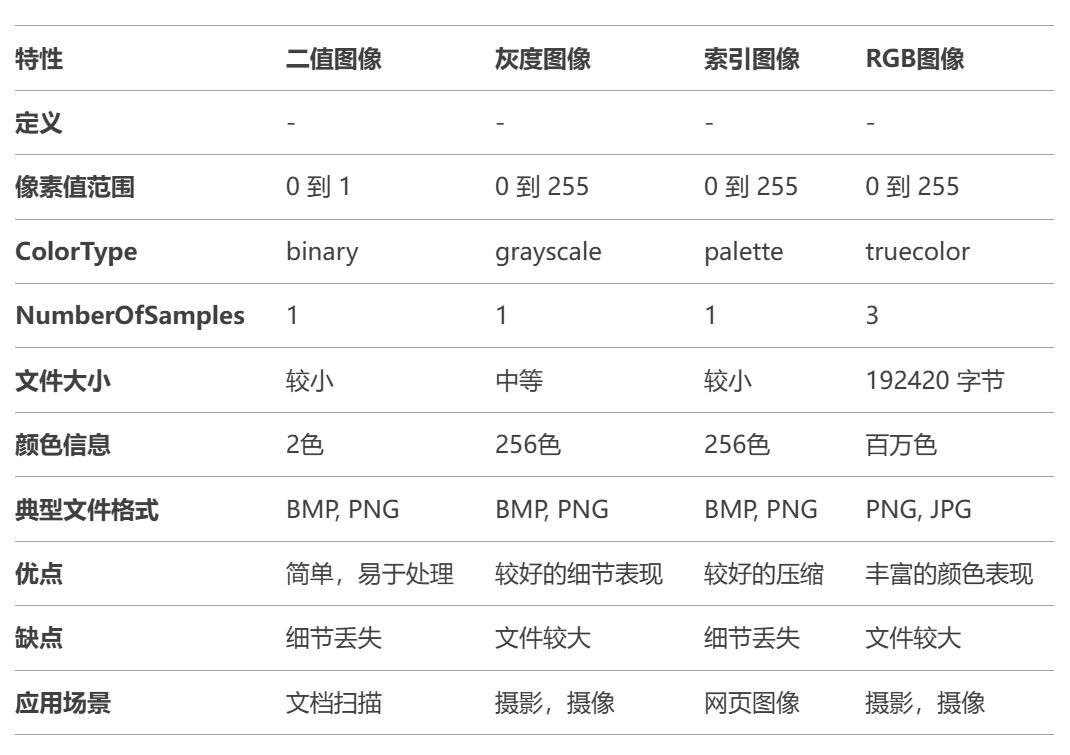 特性 二值图像 灰度图像 索引图像 RGB图像
定义 - - - -
像素值范围 0 到 1 0 到 255 0 到 255 0 到 255
ColorType binary grayscale palette truecolor
NumberOfSamples 1 1 1 3
文件大小 较小 中等 较小 192420 字节
颜色信息 2色 256色 256色 百万色
典型文件格式 BMP, PNG BMP, PNG BMP, PNG PNG, JPG
优点 简单，易于处理 较好的细节表现 较好的压缩 丰富的颜色表现
缺点 细节丢失 文件较大 细节丢失 文件较大
应用场景 文档扫描 摄影，摄像 网页图像 摄影，摄像